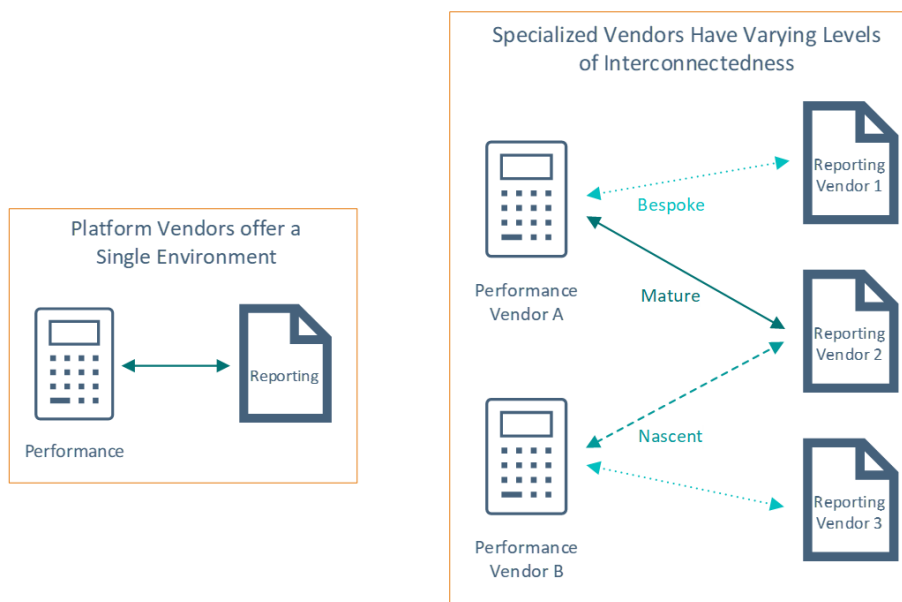 Platform Vendors offer a
Single Environment
Reporting
Performance
Specialized Vendors Have Varying Levels
of Interconnectedness
Reporting
Vendor 1
Bespoke
Performance
Vendor A
Mature
Reporting
Vendor 2
Nascent
Reporting
Vendor 3
Performance
Vendor B